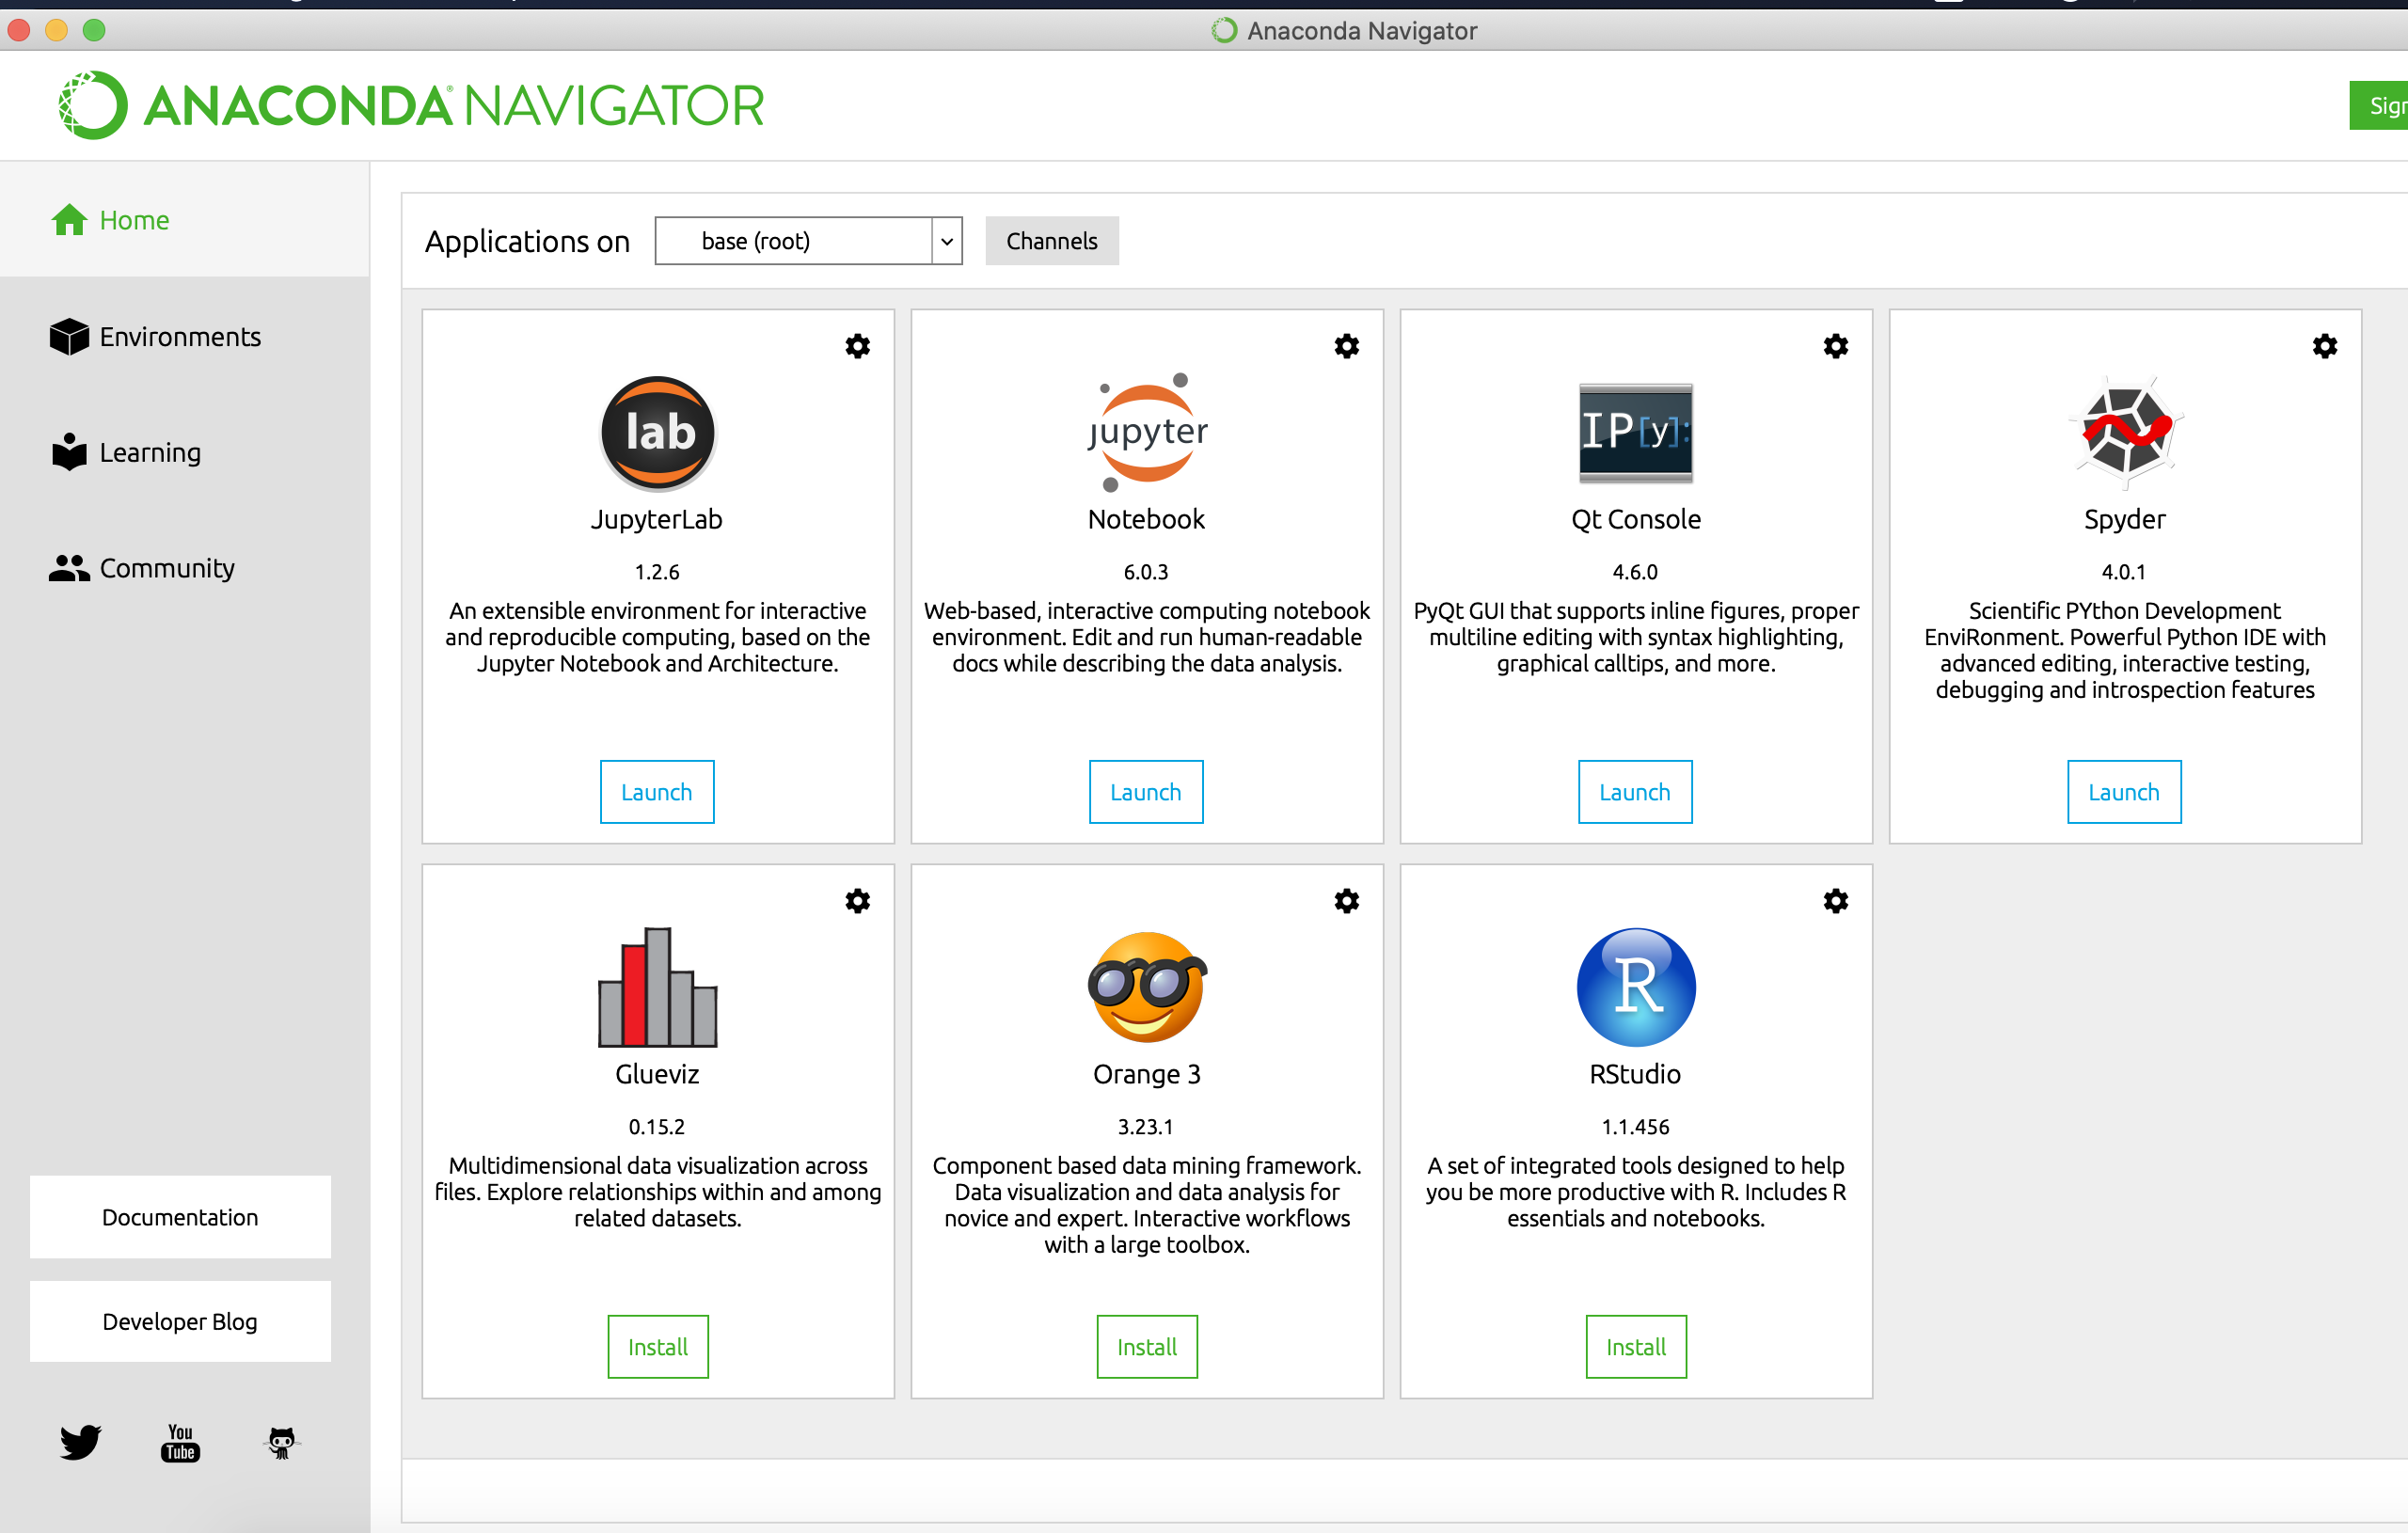 Anaconda Navigator
ANACONDA NAVIGATOR
Home
Environments
Learning
Community
Documentation
Developer Blog
You
Tube
Applications on
base (root)
Channels
lab
JupyterLab
1.2.6
An extensible environment for interactive
and reproducible computing, based on the
Jupyter Notebook and Architecture.
Launch
jupyter
Notebook
6.0.3
Web-based, interactive computing notebook
environment. Edit and run human-readable
docs while describing the data analysis.
Launch
IP[y]:
Qt Console
4.6.0
PyQt GUI that supports inline figures, proper
multiline editing with syntax highlighting,
graphical calltips, and more.
Launch
Spyder
4.0.1
Scientific PYthon Development
EnviRonment. Powerful Python IDE with
advanced editing, interactive testing,
debugging and introspection features
Launch
Glueviz
0.15.2
Multidimensional data visualization across
files. Explore relationships within and among
related datasets.
Install
Orange 3
3.23.1
Component based data mining framework.
Data visualization and data analysis for
novice and expert. Interactive workflows
with a large toolbox.
Install
R
RStudio
1.1.456
A set of integrated tools designed to help
you be more productive with R. Includes R
essentials and notebooks.
Install